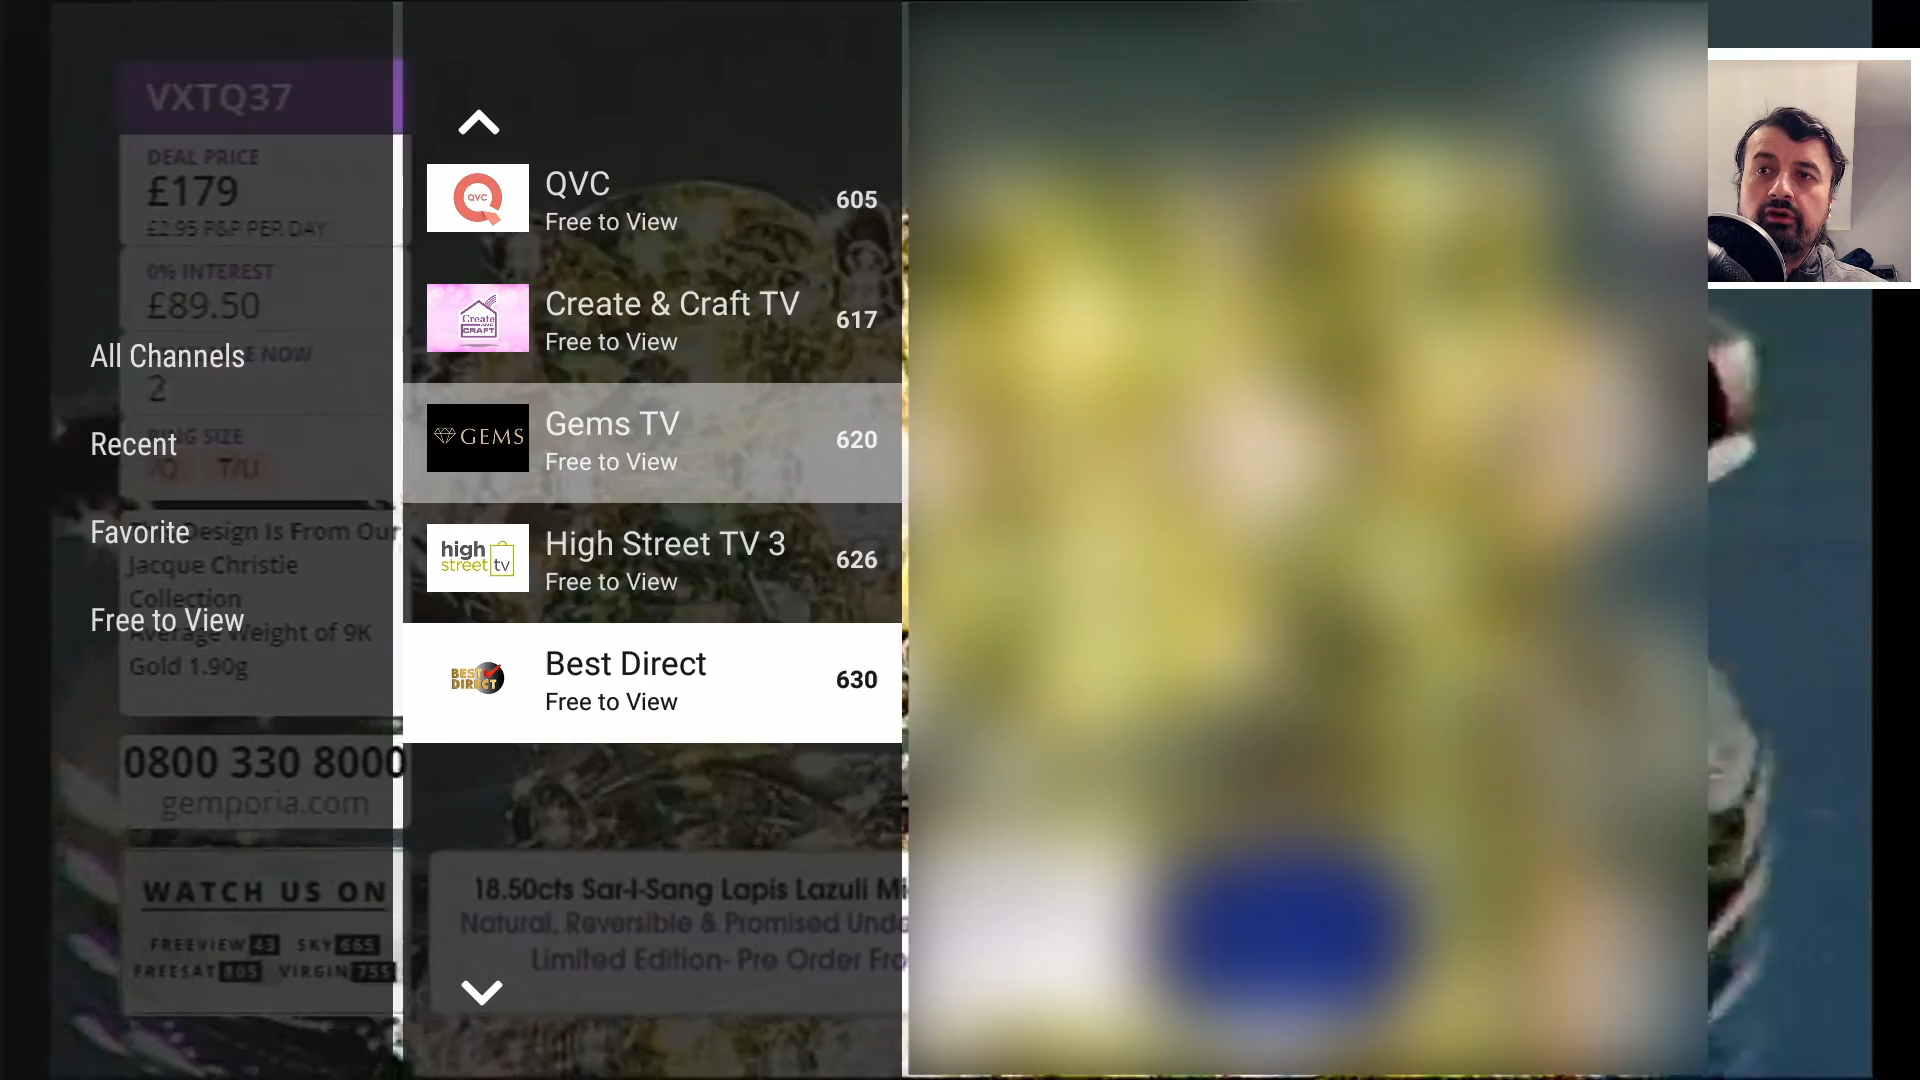 VXTQ37
DEAL PRICE
£179
£2.95 P&P PER DAY
0% INTEREST
£89.50
NOW
2
RING SIZE
T/U
Design Is From Our
Jacque Christie
Collection
Average Weight of 9K
Gold 1.90g
0800 330 8000
gemporia.com
WATCH US ON
FREEVIEW 43 SKY 665
FREESAT 805 VIRGIN 755
All Channels
Recent
Favorite
Free to View
QVC
QVC
Free to View
605
Create AND CRAFT
Create & Craft TV
Free to View
617
GEMS
Gems TV
Free to View
620
high street tv
High Street TV 3
Free to View
626
BEST DIRECT
Best Direct
Free to View
630
18.50cts Sar-I-Sang Lapis Lazuli
Natural, Reversible & Promised
Limited Edition- Pre Order